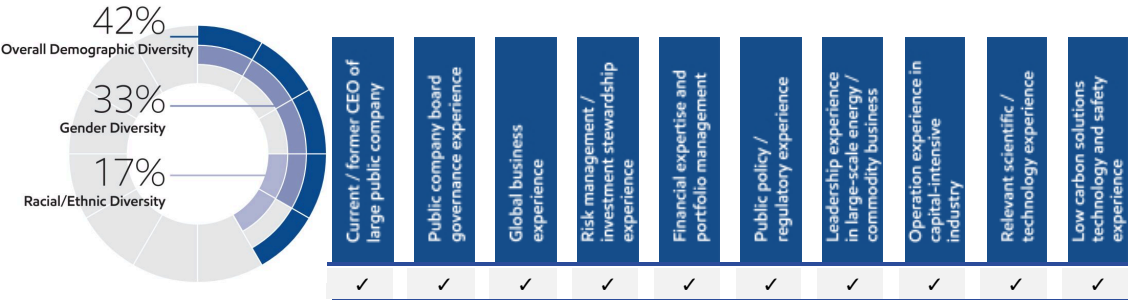 42%
Overall Demographic Diversity
33%
Gender Diversity
17%
Racial/Ethnic Diversity
Current / former CEO of
large public company
Public company board
governance experience
Global business
experience
Risk management /
investment stewardship
experience
Financial expertise and
portfolio management
Public policy /
regulatory experience
Leadership experience
in large-scale energy /
commodity business
Operation experience in
capital-intensive
industry
Relevant scientific /
technology experience
Low carbon solutions
technology and safety
experience
✓ ✓ ✓ ✓ ✓ ✓ ✓ ✓ ✓ ✓